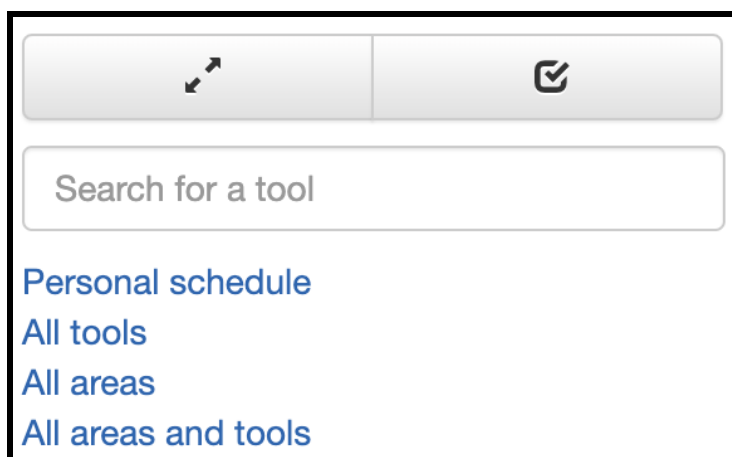 Search for a tool
Personal schedule
All tools
All areas
All areas and tools